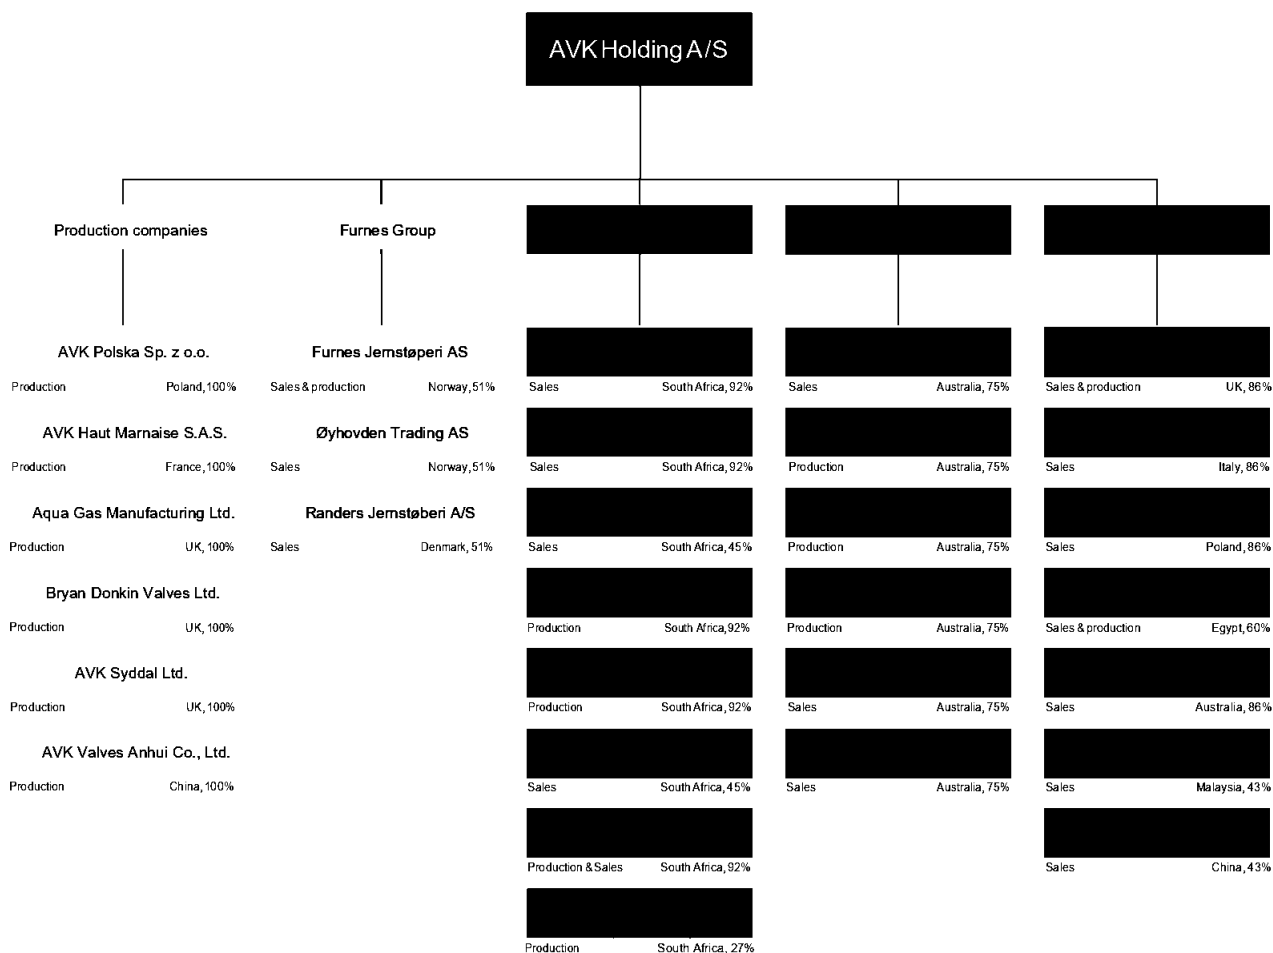 AVK Holding A/S
Production companies
Furnes Group
AVK Polska Sp. z o.o.
Production Poland, 100%
AVK Haut Marnaise S.A.S.
Production France, 100%
Aqua Gas Manufacturing Ltd.
Production UK, 100%
Bryan Donkin Valves Ltd.
Production UK, 100%
AVK Syddal Ltd.
Production UK, 100%
AVK Valves Anhui Co., Ltd.
Production China, 100%
Furnes Jernstøperi AS
Sales & production Norway, 51%
Øyhovden Trading AS
Sales Norway, 51%
Randers Jernstøberi A/S
Sales Denmark, 51%
Sales South Africa, 92%
Sales South Africa, 92%
Sales South Africa, 45%
Production South Africa, 92%
Production South Africa, 92%
Sales South Africa, 45%
Production & Sales South Africa, 92%
Production South Africa, 27%
Sales Australia, 75%
Production Australia, 75%
Production Australia, 75%
Production Australia, 75%
Sales Australia, 75%
Sales Australia, 75%
Sales & production UK, 86%
Sales Italy, 86%
Sales Poland, 86%
Sales & production Egypt, 60%
Sales Australia, 86%
Sales Malaysia, 43%
Sales China, 43%